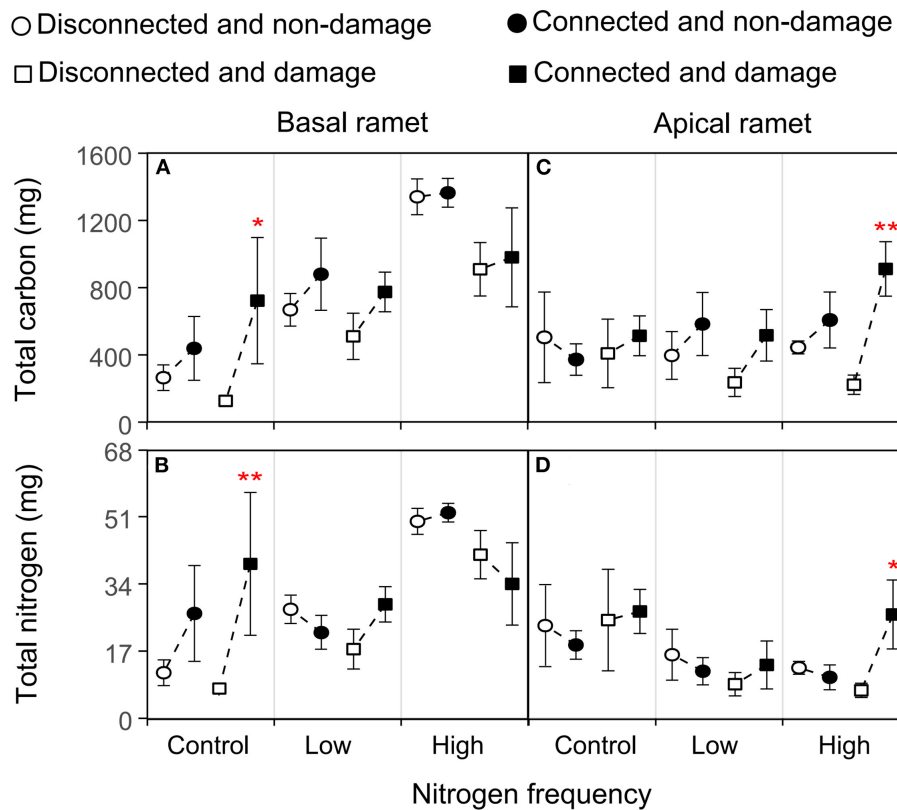 Disconnected and non-damage
Connected and non-damage
Disconnected and damage
Connected and damage
Basal ramet
Apical ramet
Total carbon (mg)
1600
1200
800
400
0
A
*
C
**
Total nitrogen (mg)
68
51
34
17
0
B
**
D
*
Control
Low
High
Control
Low
High
Nitrogen frequency